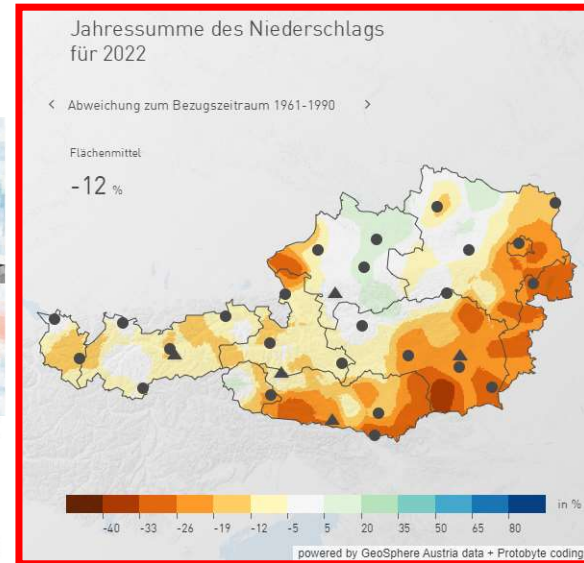 Jahressumme des Niederschlags
für 2022
< Abweichung zum Bezugszeitraum 1961-1990 >
Flächenmittel
-12 %
in %
-40 -33 -26 -19 -12 -5 5 20 35 50 65 80
powered by GeoSphere Austria data + Protobyte coding